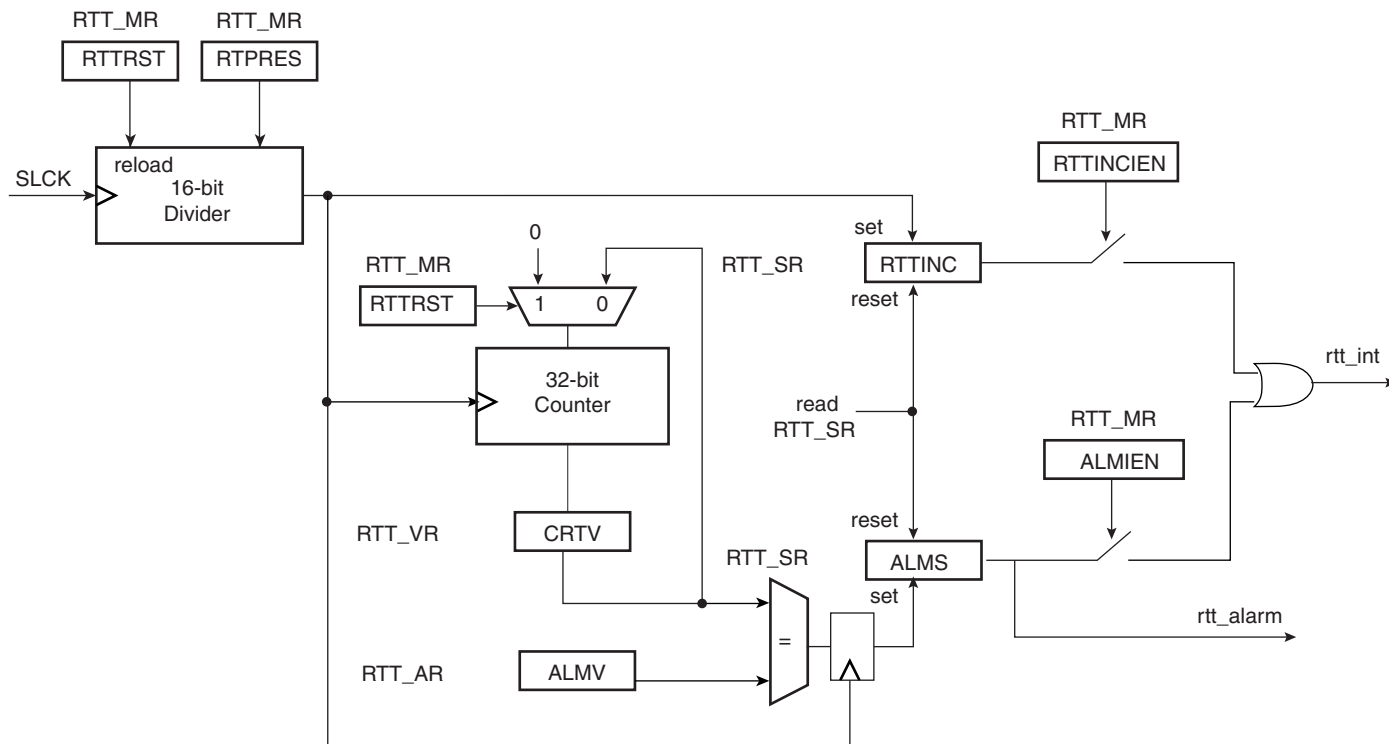 RTT_MR
RTT_MR
RTTRST
RTPRES
RTT_MR
reload
RTTINCIEN
SLCK
16-bit
Divider
set
0
RTT_MR
RTT_SR
RTTINC
RTTRST
1
0
reset
rtt_int
32-bit
Counter
read
RTT_SR
RTT_MR
ALMIEN
reset
RTT_VR
CRTV
RTT_SR
ALMS
set
rtt_alarm
=
RTT_AR
ALMV